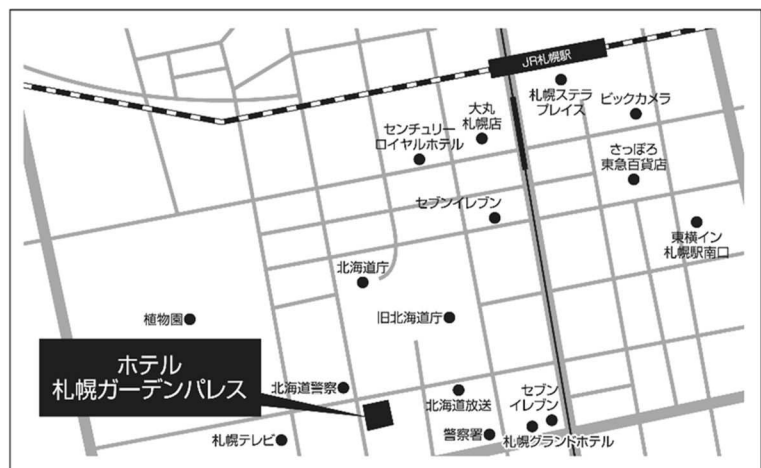 JR札幌駅
札幌ステラ
プレイス
ビックカメラ
大丸
札幌店
センチュリー
ロイヤルホテル
さっぽろ
東急百貨店
セブンイレブン
東横イン
札幌駅南口
北海道庁
植物園
旧北海道庁
ホテル
札幌ガーデンパレス
北海道警察
北海道放送
セブン
イレブン
札幌テレビ
警察署
札幌グランドホテル